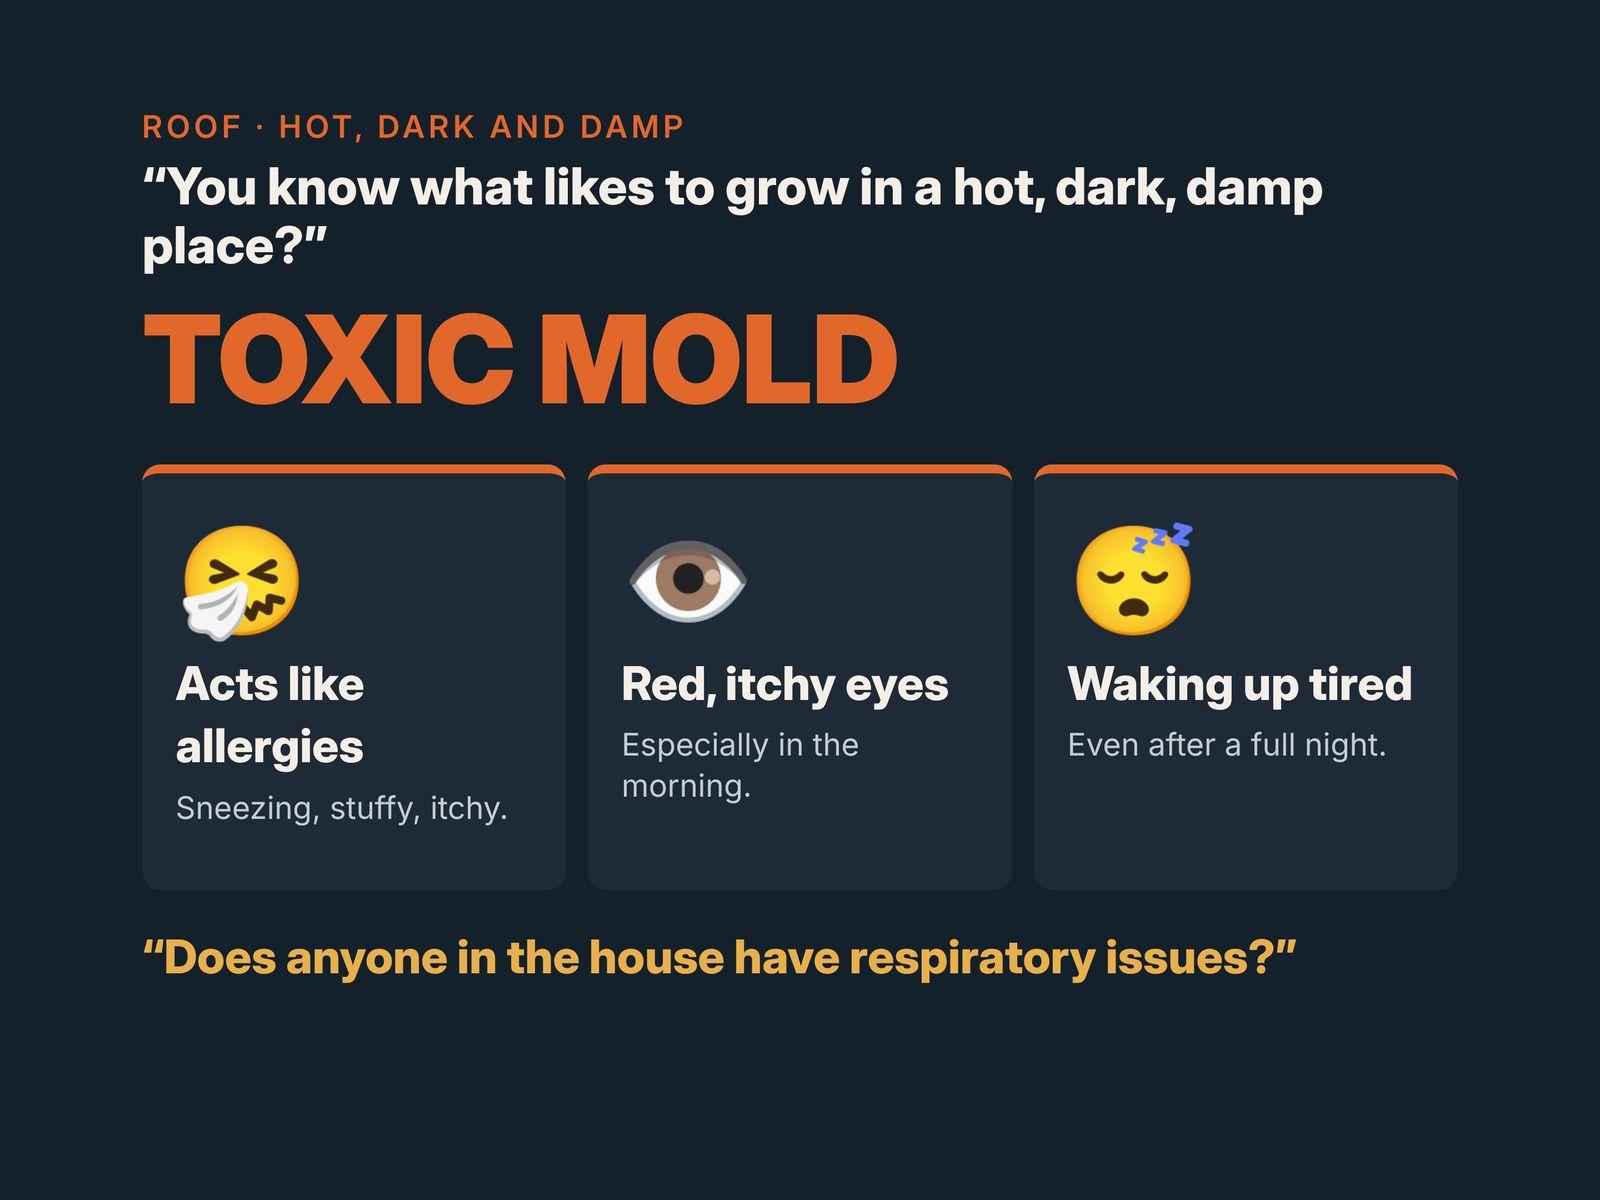 ROOF · HOT, DARK AND DAMP
“You know what likes to grow in a hot, dark, damp
place?”
TOXIC MOLD
Acts like
allergies
Sneezing, stuffy, itchy.
Red, itchy eyes
Especially in the
morning.
Waking up tired
Even after a full night.
“Does anyone in the house have respiratory issues?”